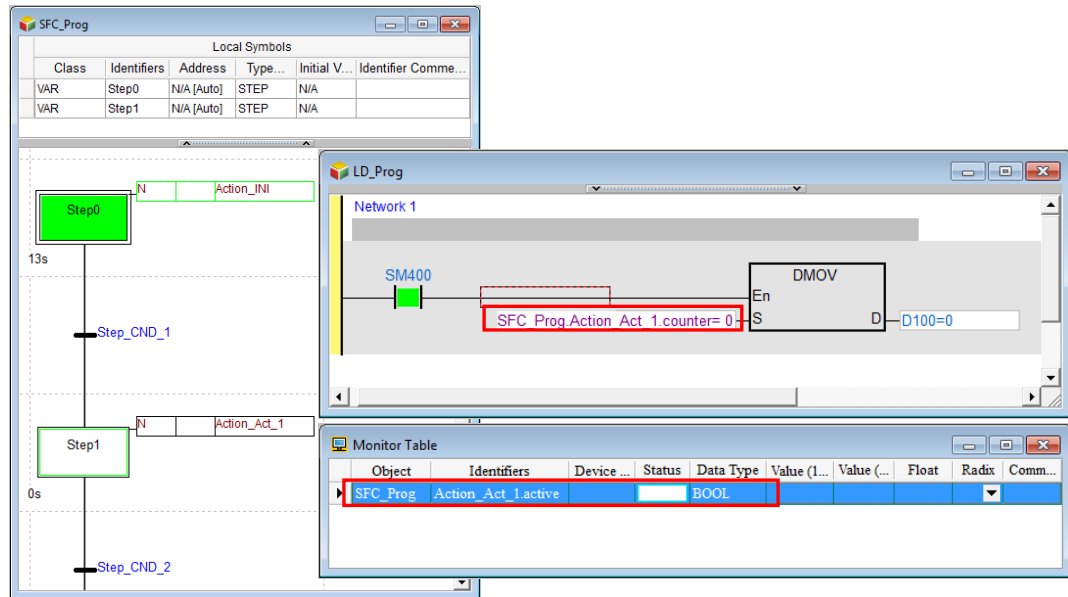 SFC_Prog
Local Symbols
Class Identifiers Address Type... Initial V... Identifier Comme...
VAR Step0 N/A [Auto] STEP N/A
VAR Step1 N/A [Auto] STEP N/A
N Action_INI
Step0
13s
Step_CND_1
N Action_Act_1
Step1
0s
Step_CND_2
LD_Prog
Network 1
SM400
DMOV
En
SFC_Prog.Action_Act_1.counter= 0 S D D100=0
Monitor Table
Object Identifiers Device ... Status Data Type Value (1... Value (... Float Radix Comm...
SFC_Prog Action_Act_1.active BOOL